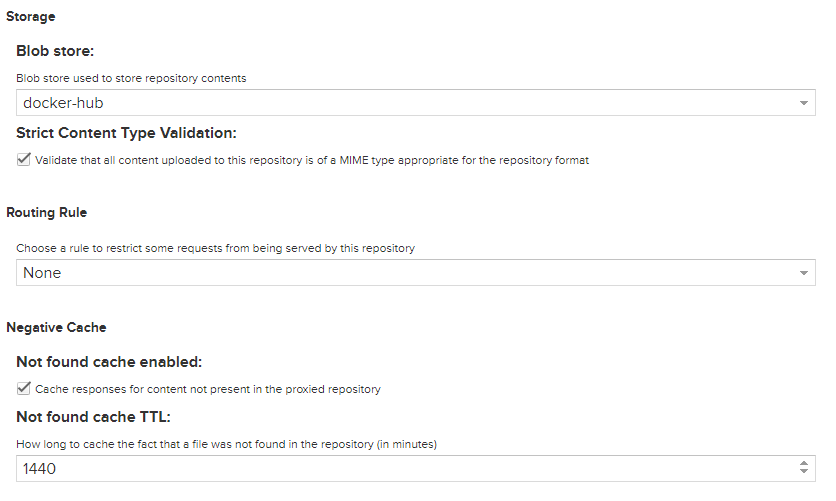 Storage
Blob store:
Blob store used to store repository contents
docker-hub
Strict Content Type Validation:
Validate that all content uploaded to this repository is of a MIME type appropriate for the repository format
Routing Rule
Choose a rule to restrict some requests from being served by this repository
None
Negative Cache
Not found cache enabled:
Cache responses for content not present in the proxied repository
Not found cache TTL:
How long to cache the fact that a file was not found in the repository (in minutes)
1440